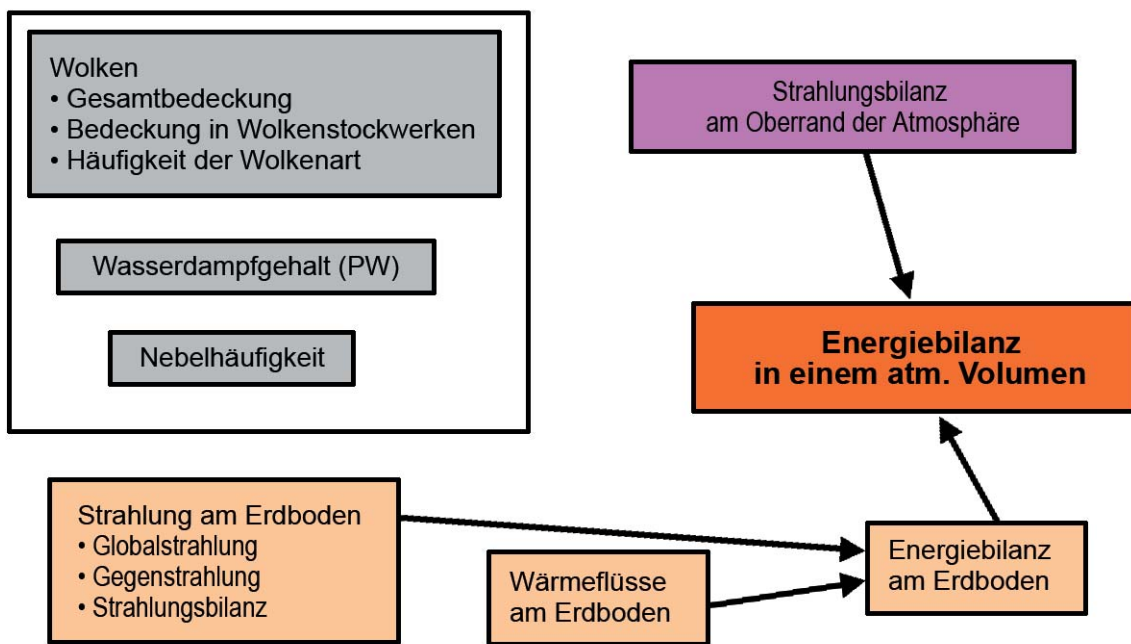 Wolken
• Gesamtbedeckung
• Bedeckung in Wolkenstockwerken
• Häufigkeit der Wolkenart
Wasserdampfgehalt (PW)
Nebelhäufigkeit
Strahlungsbilanz
am Oberrand der Atmosphäre
Energiebilanz
in einem atm. Volumen
Strahlung am Erdboden
• Globalstrahlung
• Gegenstrahlung
• Strahlungsbilanz
Wärmeflüsse
am Erdboden
Energiebilanz
am Erdboden